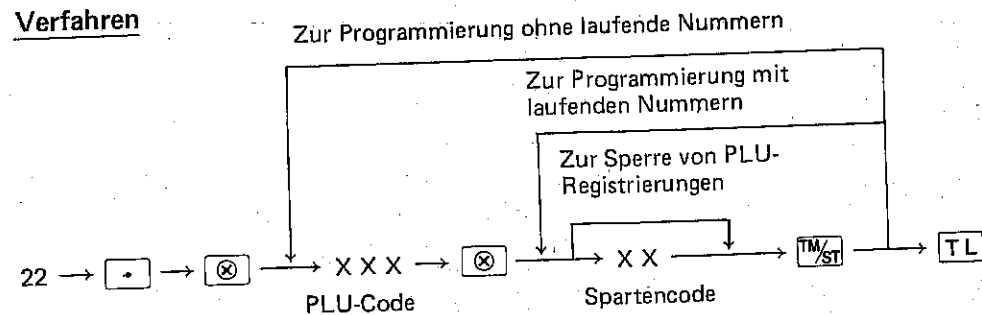 Verfahren
Zur Programmierung ohne laufende Nummern
Zur Programmierung mit
laufenden Nummern
Zur Sperre von PLU-
Registrierungen
22 → • → ⊗ → XXX → ⊗ → XX → TM/ST → TL
PLU-Code Spartencode